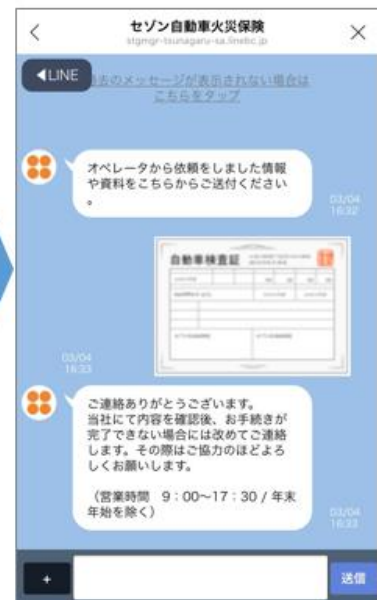 セゾン自動車火災保険
stgmgr-tsunagaru-sa.linebc.jp
◀LINE
去のメッセージが表示されない場合は
こちらをタップ
オペレータから依頼をしました情報
や資料をこちらからご送付ください
。
03/04
16:32
自動車検査証
03/04
16:33
ご連絡ありがとうございます。
当社にて内容を確認後、お手続きが
完了できない場合には改めてご連絡
します。その際はご協力のほどよろ
しくお願いします。
（営業時間　9：00〜17：30 / 年末
年始を除く）
03/04
16:33
+
送信